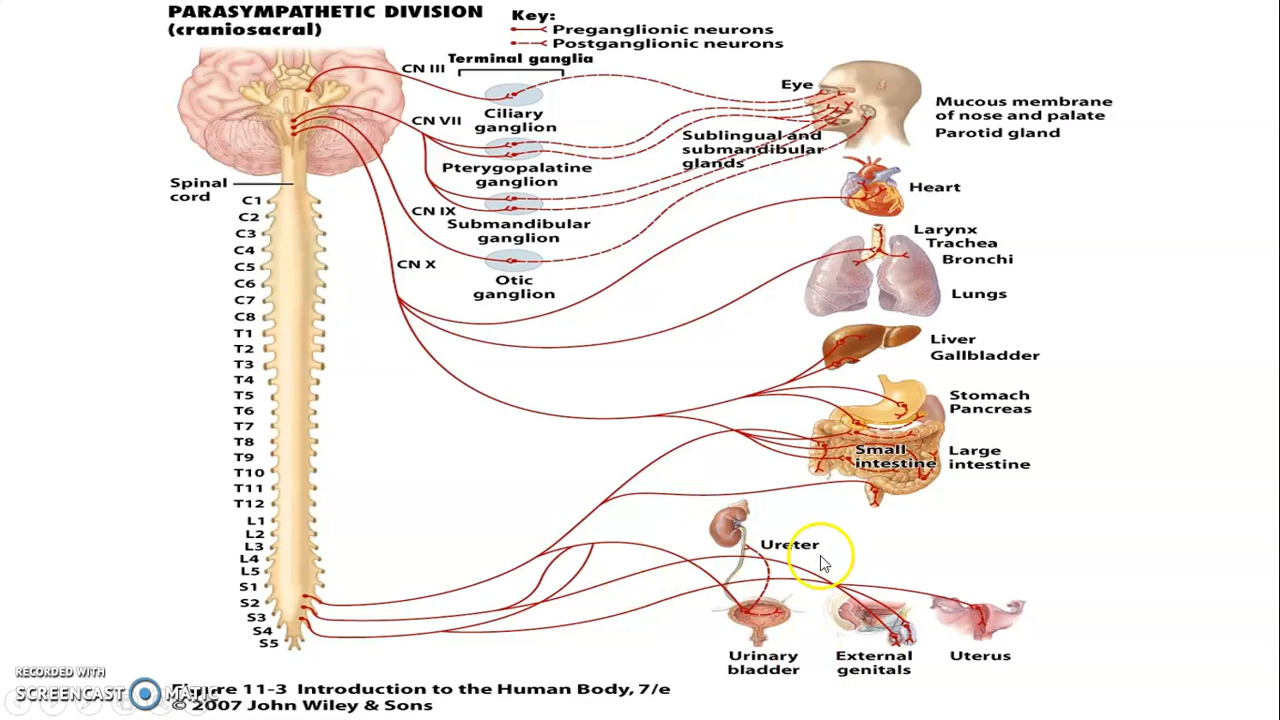 PARASYMPATHETIC DIVISION
(craniosacral)
Key:
Preganglionic neurons
Postganglionic neurons
Terminal ganglia
CN III
Eye
Ciliary
ganglion
CN VII
Mucous membrane
of nose and palate
Parotid gland
Sublingual and
submandibular
glands
Pterygopalatine
ganglion
Spinal
cord
Heart
CN IX
Submandibular
ganglion
Larynx
Trachea
Bronchi
CN X
Otic
ganglion
Lungs
C1
C2
C3
C4
C5
C6
C7
C8
T1
T2
T3
T4
T5
T6
T7
T8
T9
T10
T11
T12
L1
L2
L3
L4
L5
S1
S2
S3
S4
S5
Liver
Gallbladder
Stomach
Pancreas
Small
intestine
Large
intestine
Ureter
Urinary
bladder
External
genitals
Uterus
RECORDED WITH
SCREENCAST MATIC
Figure 11-3 Introduction to the Human Body, 7/e
© 2007 John Wiley & Sons